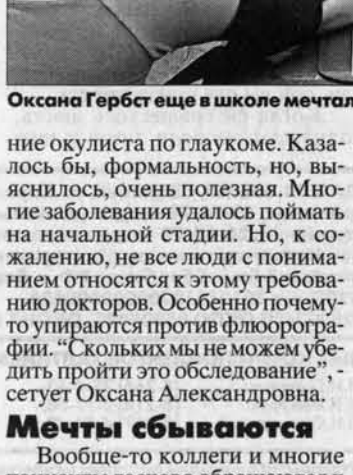 Оксана Гербст еще в школе мечтал
ние окулиста по глаукоме. Каза-
лось бы, формальность, но, вы-
яснилось, очень полезная. Мно-
гие заболевания удалось поймать
на начальной стадии. Но, к со-
жалению, не все люди с понима-
нием относятся к этому требова-
нию докторов. Особенно почему-
то упираются против флюорогра-
фии. “Скольких мы не можем убе-
дить пройти это обследование”, -
сетует Оксана Александровна.
Мечты сбываются
Вообще-то коллеги и многие